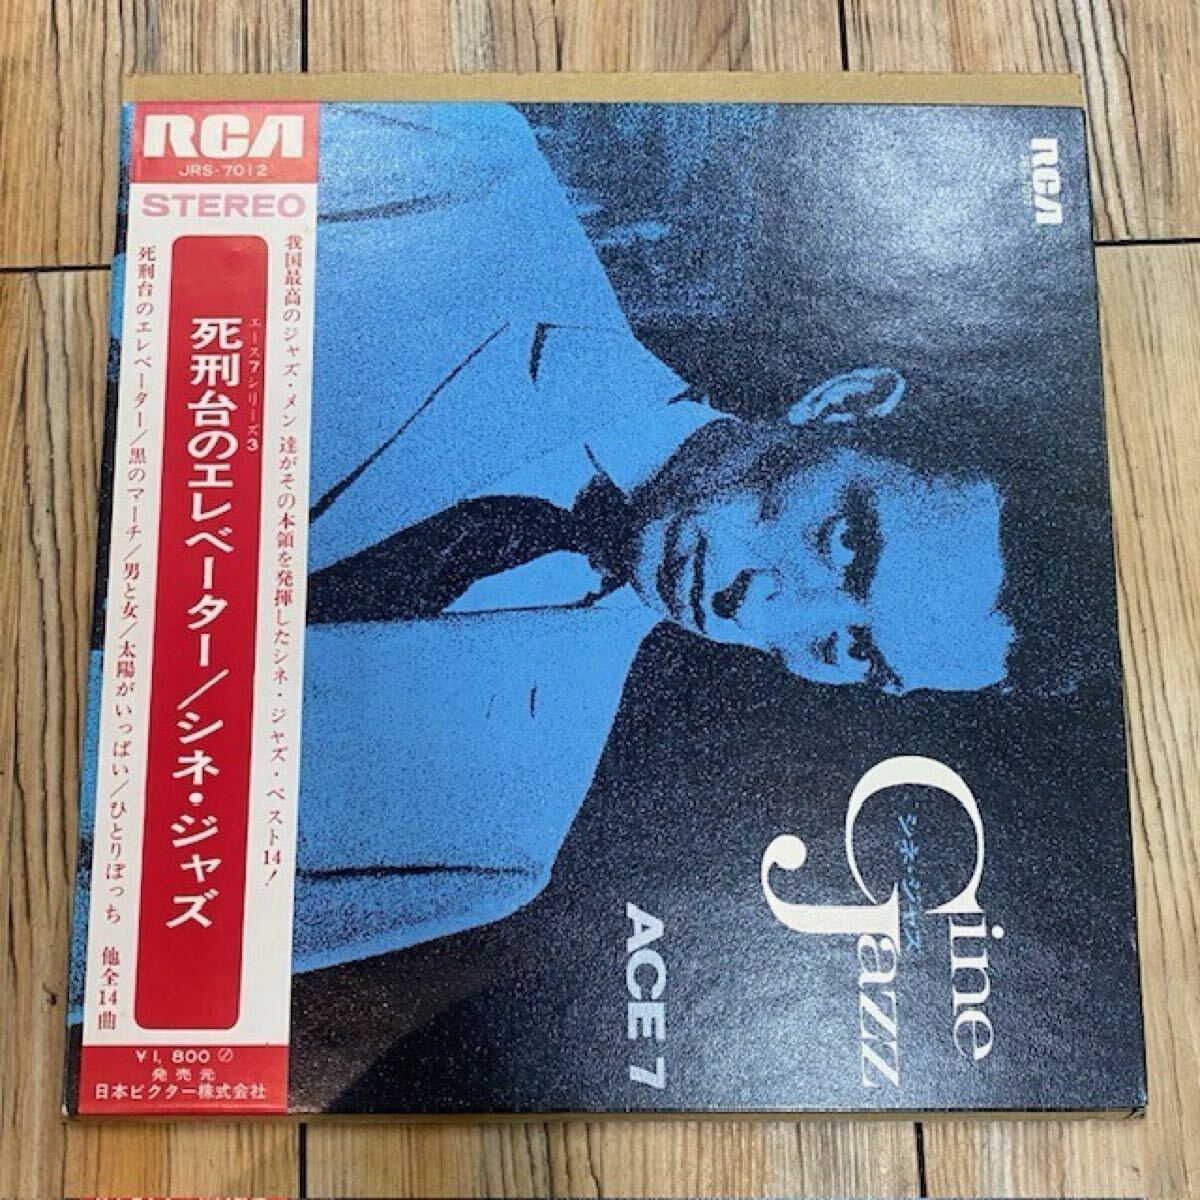 RCA
JRS-7012
STEREO
我国最高のジャズ・メン 達がその本領を発揮したシネ・ジャズ・ベスト14!
エース7シリーズ3
死刑台のエレベーター/シネ・ジャズ
死刑台のエレベーター/黒のマーチ/男と女/太陽がいっぱい/ひとりぼっち 他全14曲
¥1,800
発売元
日本ビクター株式会社
RCA
Cine
シネ・ジャズ
Jazz
ACE 7